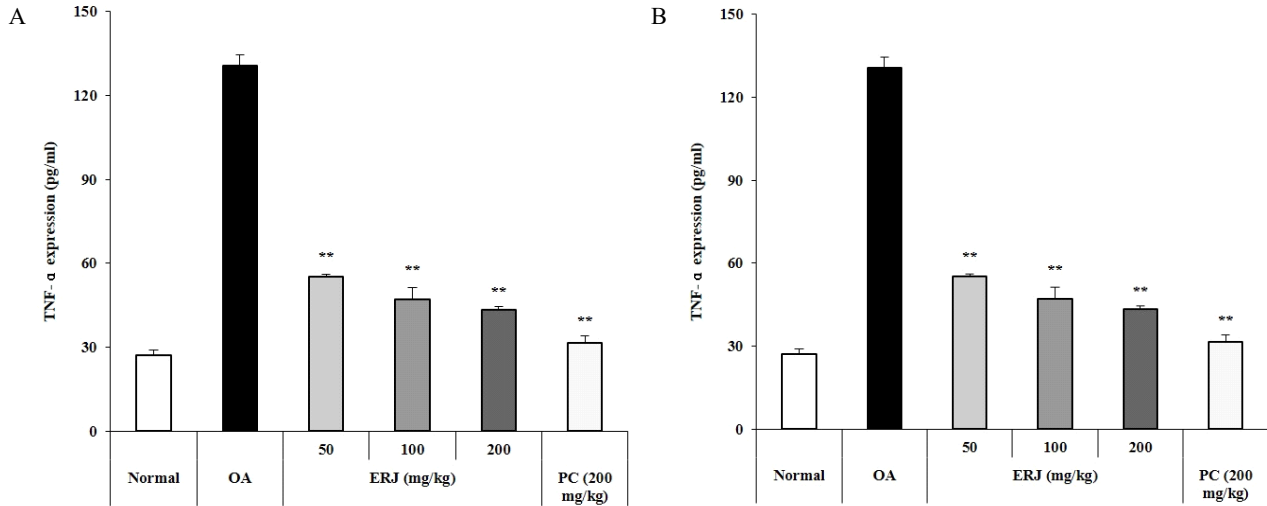 A
TNF- α expression (pg/ml)
150
120
90
60
30
0
**
**
**
**
50
100
200
Normal
OA
ERJ (mg/kg)
PC (200
mg/kg)
B
TNF- α expression (pg/ml)
150
120
90
60
30
0
**
**
**
**
50
100
200
Normal
OA
ERJ (mg/kg)
PC (200
mg/kg)